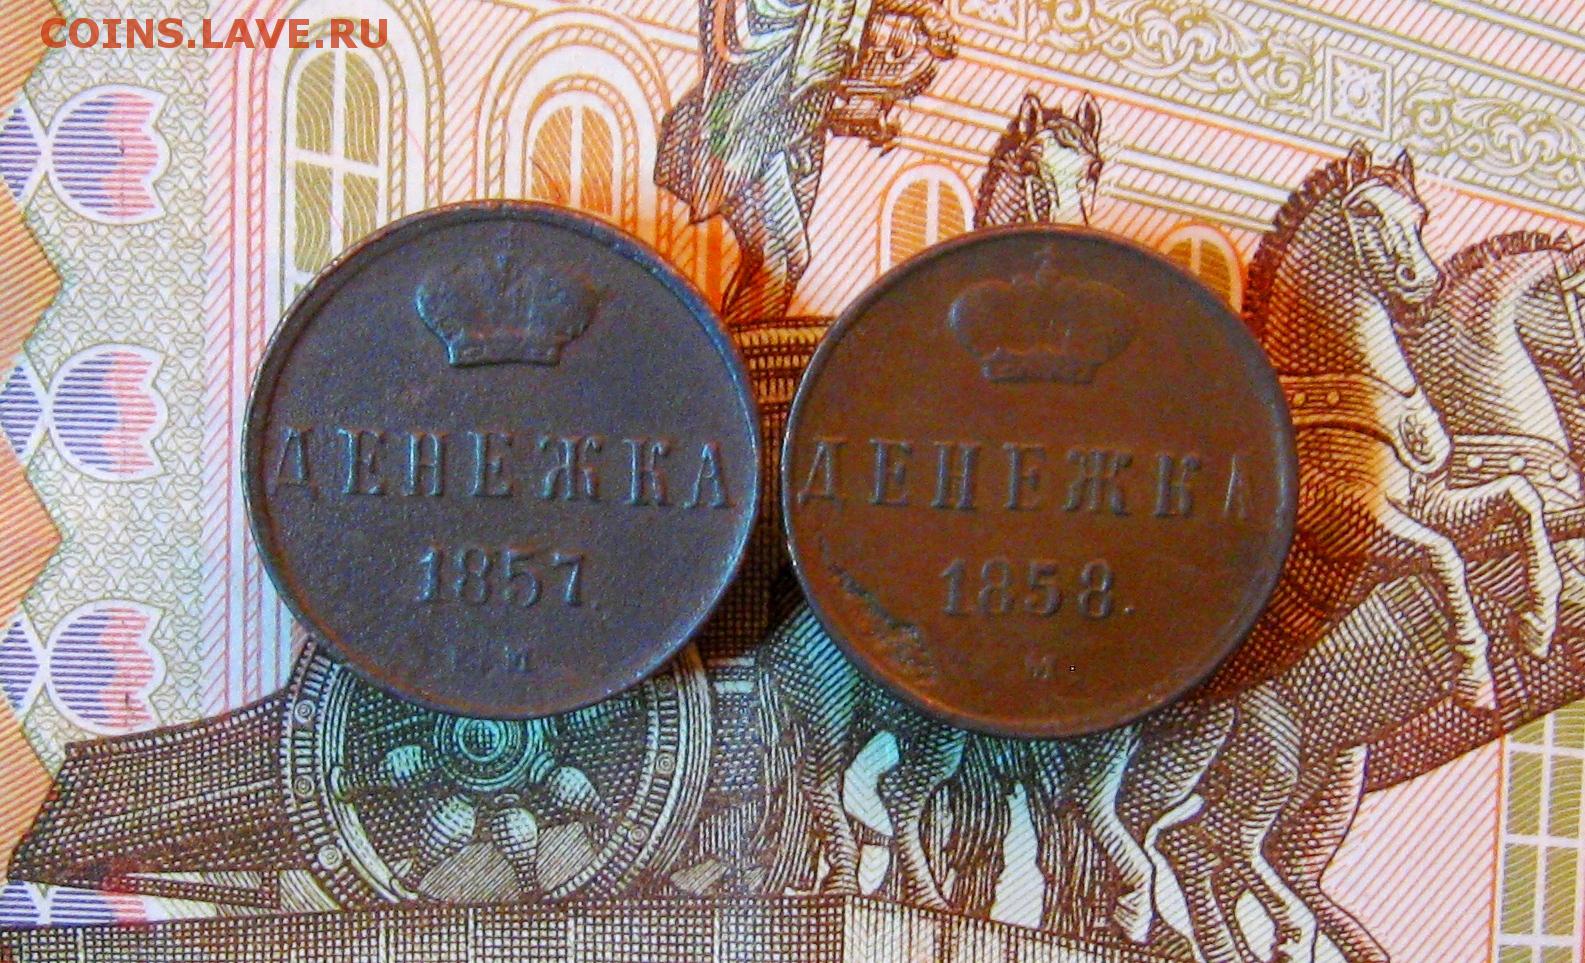 COINS.LAVE.RU
ДЕНЕЖКА
1857.
ДЕНЕЖКА
1858.
М.